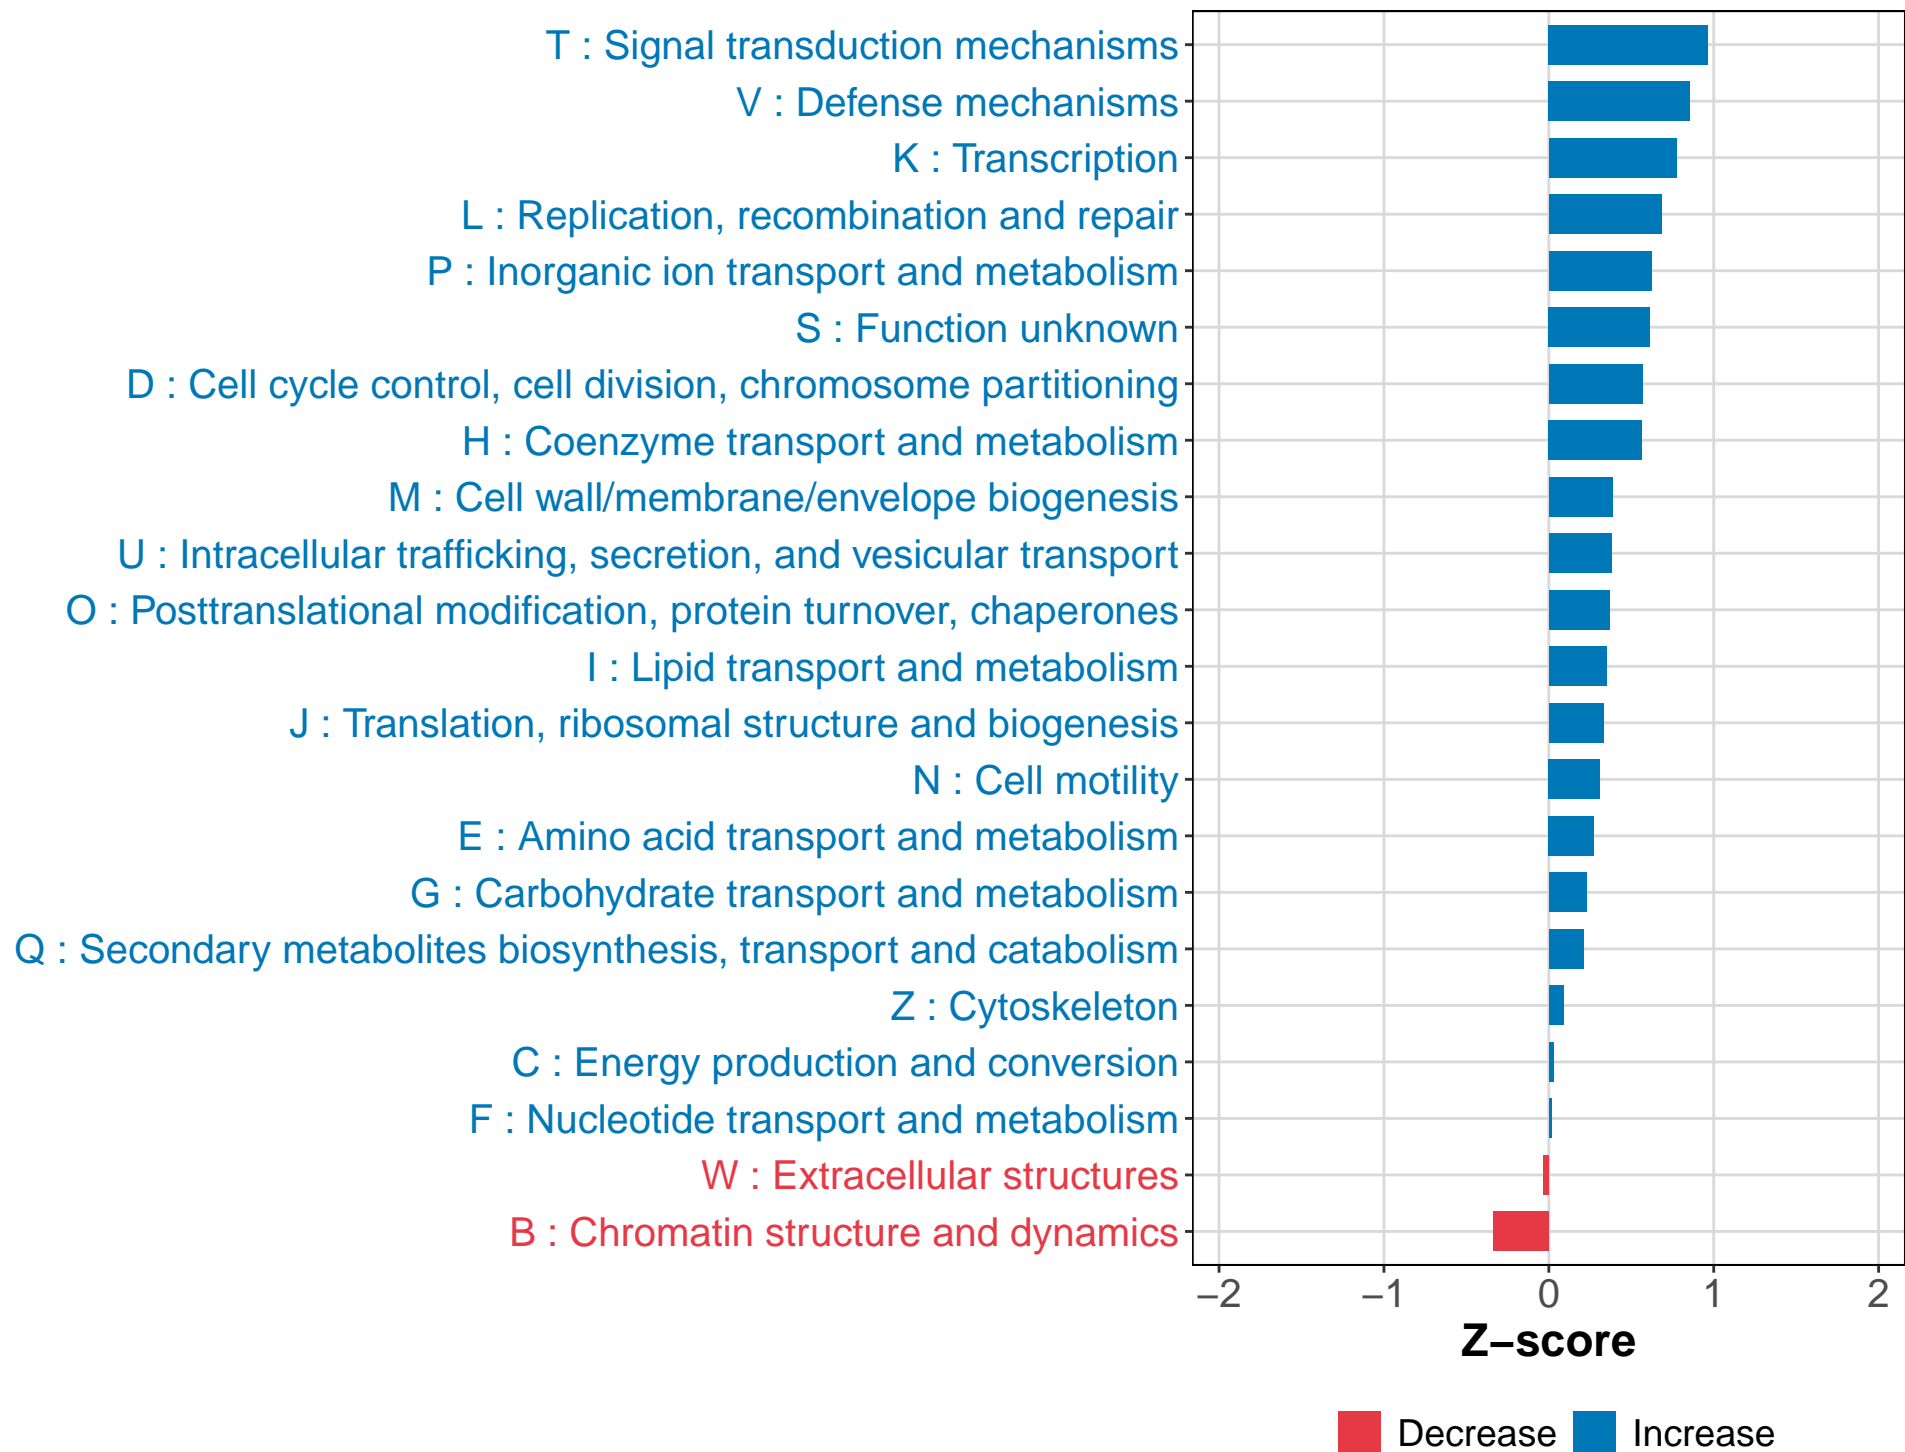 T : Signal transduction mechanisms
V : Defense mechanisms
K : Transcription
L : Replication, recombination and repair
P : Inorganic ion transport and metabolism
S : Function unknown
D : Cell cycle control, cell division, chromosome partitioning
H : Coenzyme transport and metabolism
M : Cell wall/membrane/envelope biogenesis
U : Intracellular trafficking, secretion, and vesicular transport
O : Posttranslational modification, protein turnover, chaperones
I : Lipid transport and metabolism
J : Translation, ribosomal structure and biogenesis
N : Cell motility
E : Amino acid transport and metabolism
G : Carbohydrate transport and metabolism
Q : Secondary metabolites biosynthesis, transport and catabolism
Z : Cytoskeleton
C : Energy production and conversion
F : Nucleotide transport and metabolism
W : Extracellular structures
B : Chromatin structure and dynamics
−2 −1 0 1 2
Z−score
Decrease Increase